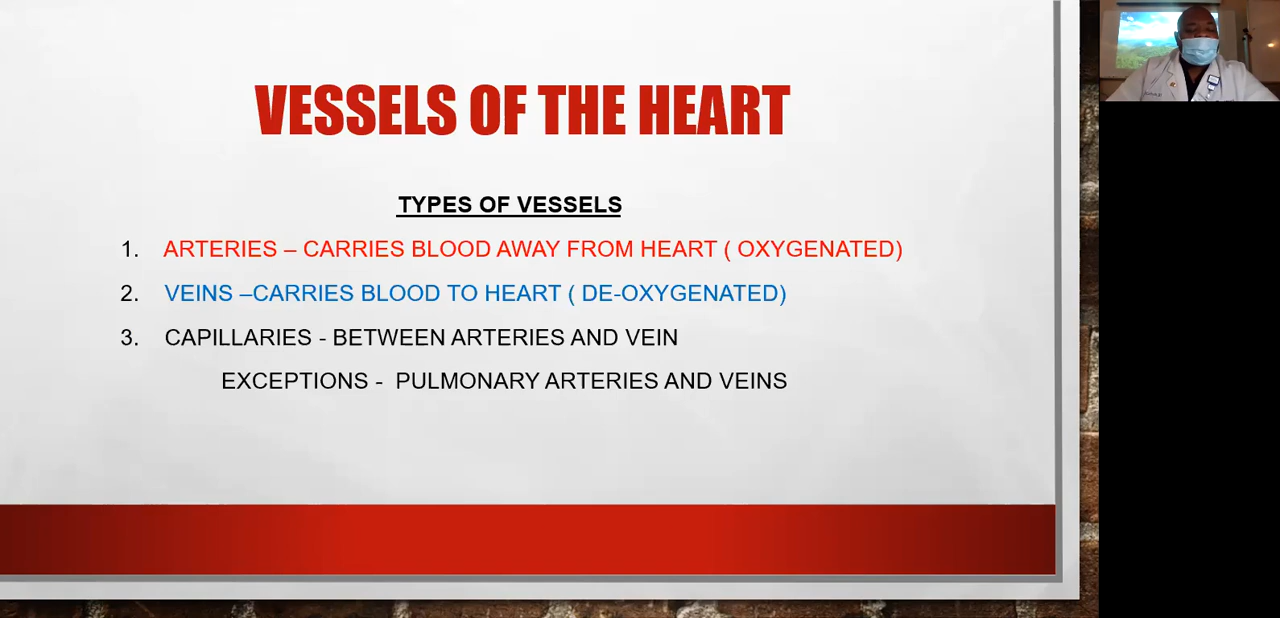 VESSELS OF THE HEART
TYPES OF VESSELS
1. ARTERIES – CARRIES BLOOD AWAY FROM HEART ( OXYGENATED)
2. VEINS –CARRIES BLOOD TO HEART ( DE-OXYGENATED)
3. CAPILLARIES - BETWEEN ARTERIES AND VEIN
EXCEPTIONS - PULMONARY ARTERIES AND VEINS